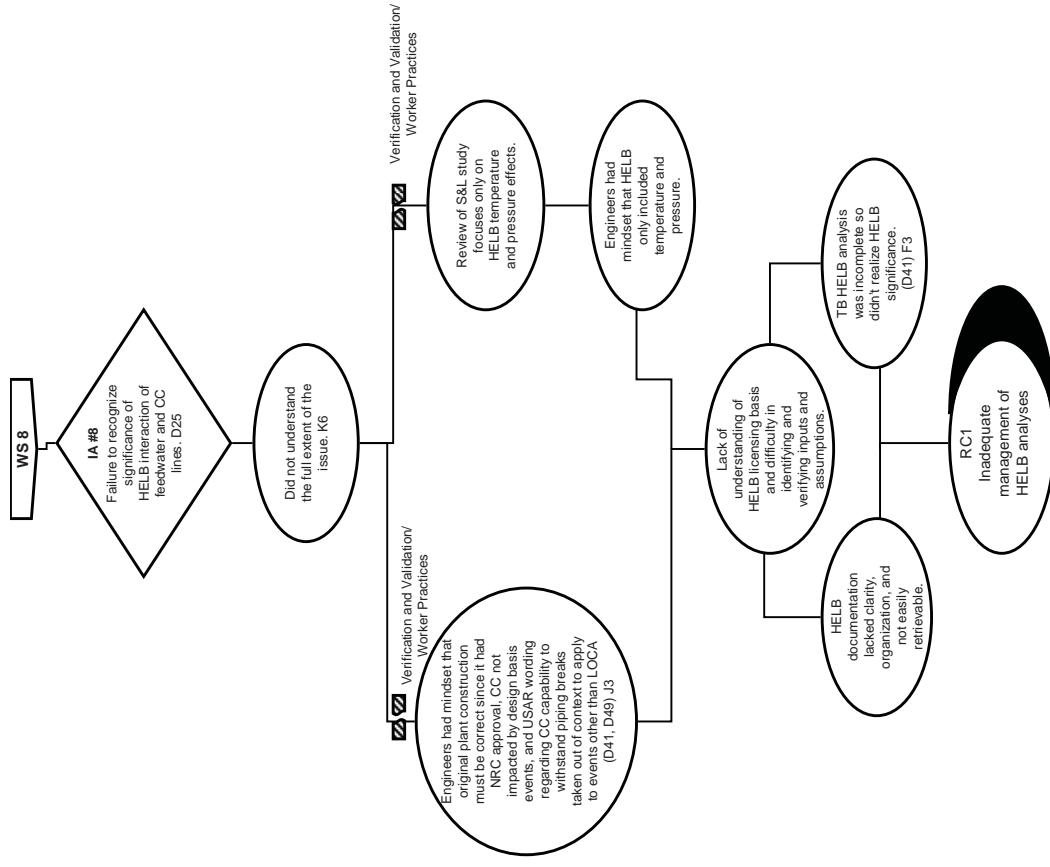 WS 8
IA #8
Failure to recognize
significance of
HELB interaction of
feedwater and CC
lines. D25
Did not understand
the full extent of the
issue. K6
Verification and Validation/
Worker Practices
Engineers had mindset that
original plant construction
must be correct since it had
NRC approval, CC not
impacted by design basis
events, and USAR wording
regarding CC capability to
withstand piping breaks
taken out of context to apply
to events other than LOCA
(D41, D49) J3
Verification and Validation/
Worker Practices
Review of S&L study
focuses only on
HELB temperature
and pressure effects.
Engineers had
mindset that HELB
only included
temperature and
pressure.
Lack of
understanding of
HELB licensing basis
and difficulty in
identifying and
verifying inputs and
assumptions.
HELB
documentation
lacked clarity,
organization, and
not easily
retrievable.
TB HELB analysis
was incomplete so
didn't realize HELB
significance.
(D41) F3
RC1
Inadequate
management of
HELB analyses